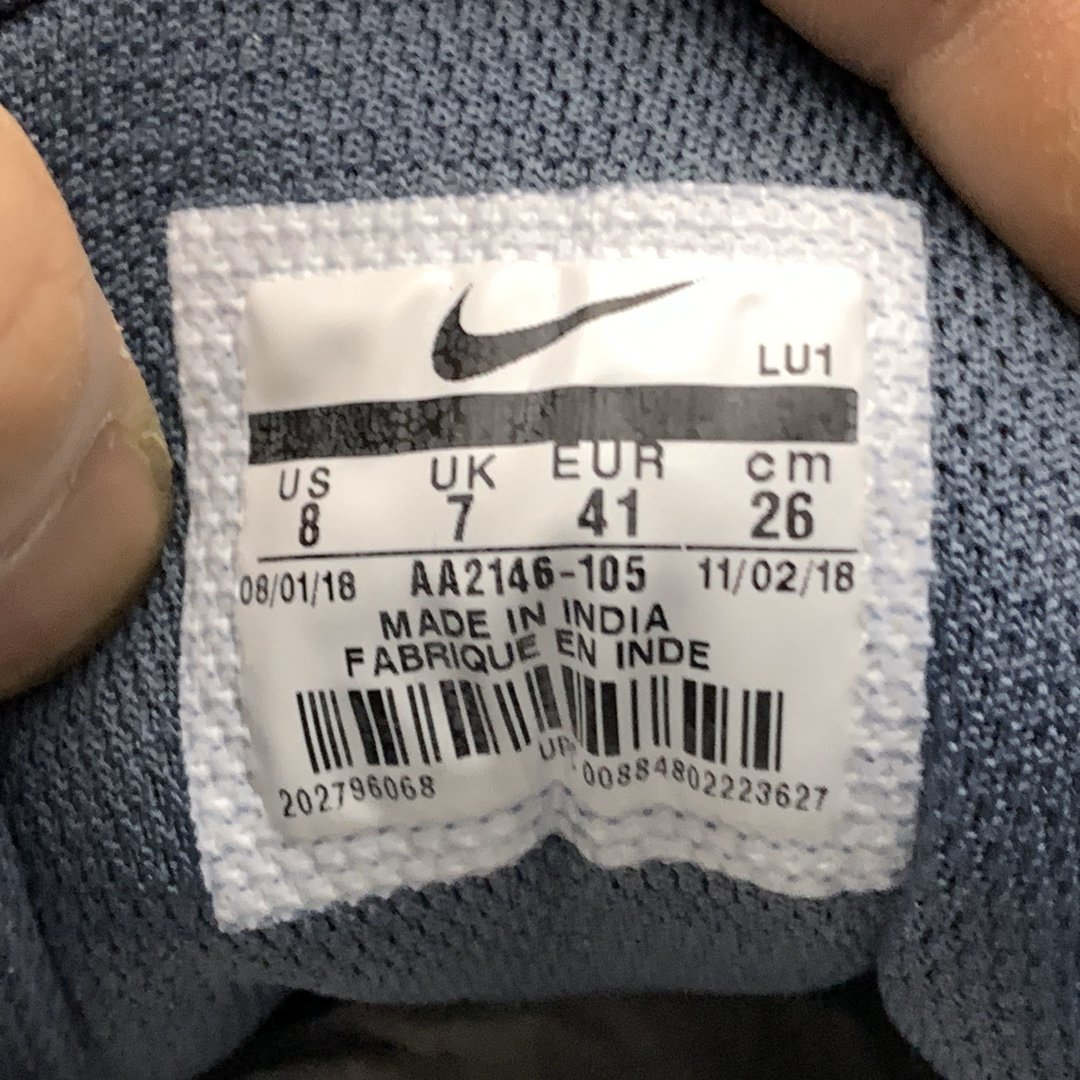 LU1
US UK EUR cm
8 7 41 26
08/01/18 AA2146-105 11/02/18
MADE IN INDIA
FABRIQUE EN INDE
202796068 00884802223627